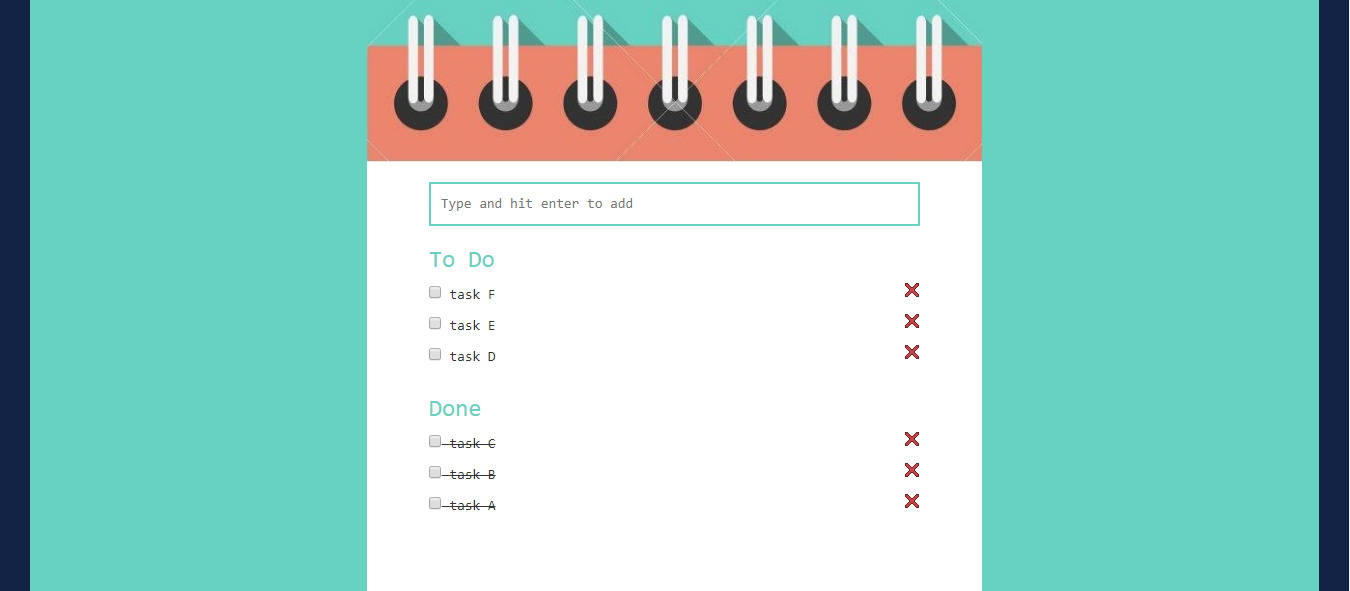 Type and hit enter to add
To Do
task F
task E
task D
Done
task C
task B
task A